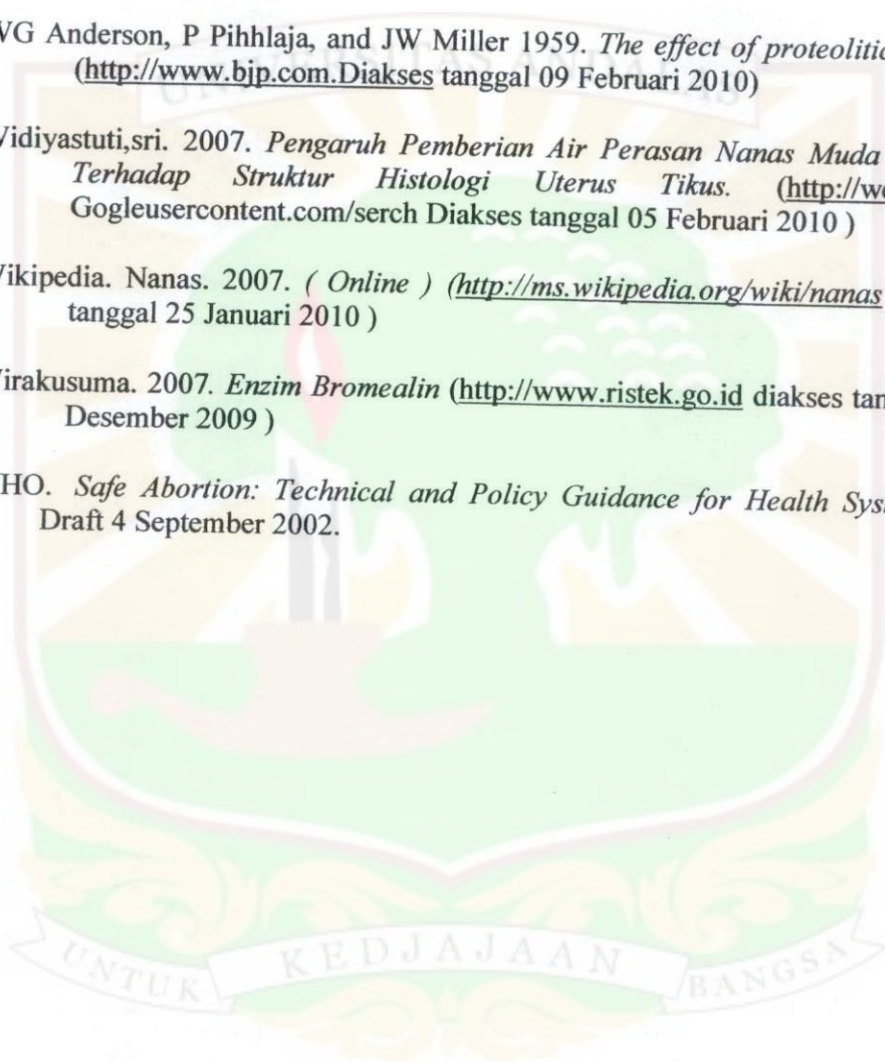 WG Anderson, P Pihhlaja, and JW Miller 1959. The effect of proteolitic
(http://www.bjp.com.Diakses tanggal 09 Februari 2010)
Vidiyastuti,sri. 2007. Pengaruh Pemberian Air Perasan Nanas Muda
Terhadap Struktur Histologi Uterus Tikus. (http://we
Gogleusercontent.com/serch Diakses tanggal 05 Februari 2010 )
Vikipedia. Nanas. 2007. ( Online ) (http://ms.wikipedia.org/wiki/nanas
tanggal 25 Januari 2010 )
Virakusuma. 2007. Enzim Bromealin (http://www.ristek.go.id diakses tan
Desember 2009 )
HO. Safe Abortion: Technical and Policy Guidance for Health Sys
Draft 4 September 2002.
UNIVERSITAS ANDALAS
UNTUK KEDJAJAAN BANGSA